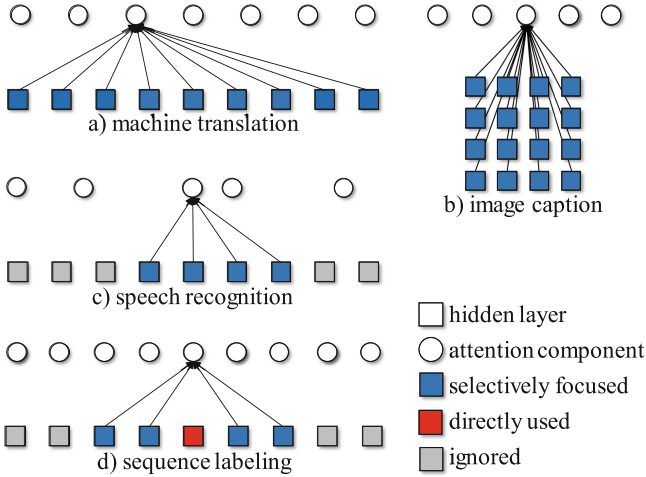 a) machine translation
b) image caption
c) speech recognition
hidden layer
attention component
selectively focused
directly used
d) sequence labeling
ignored